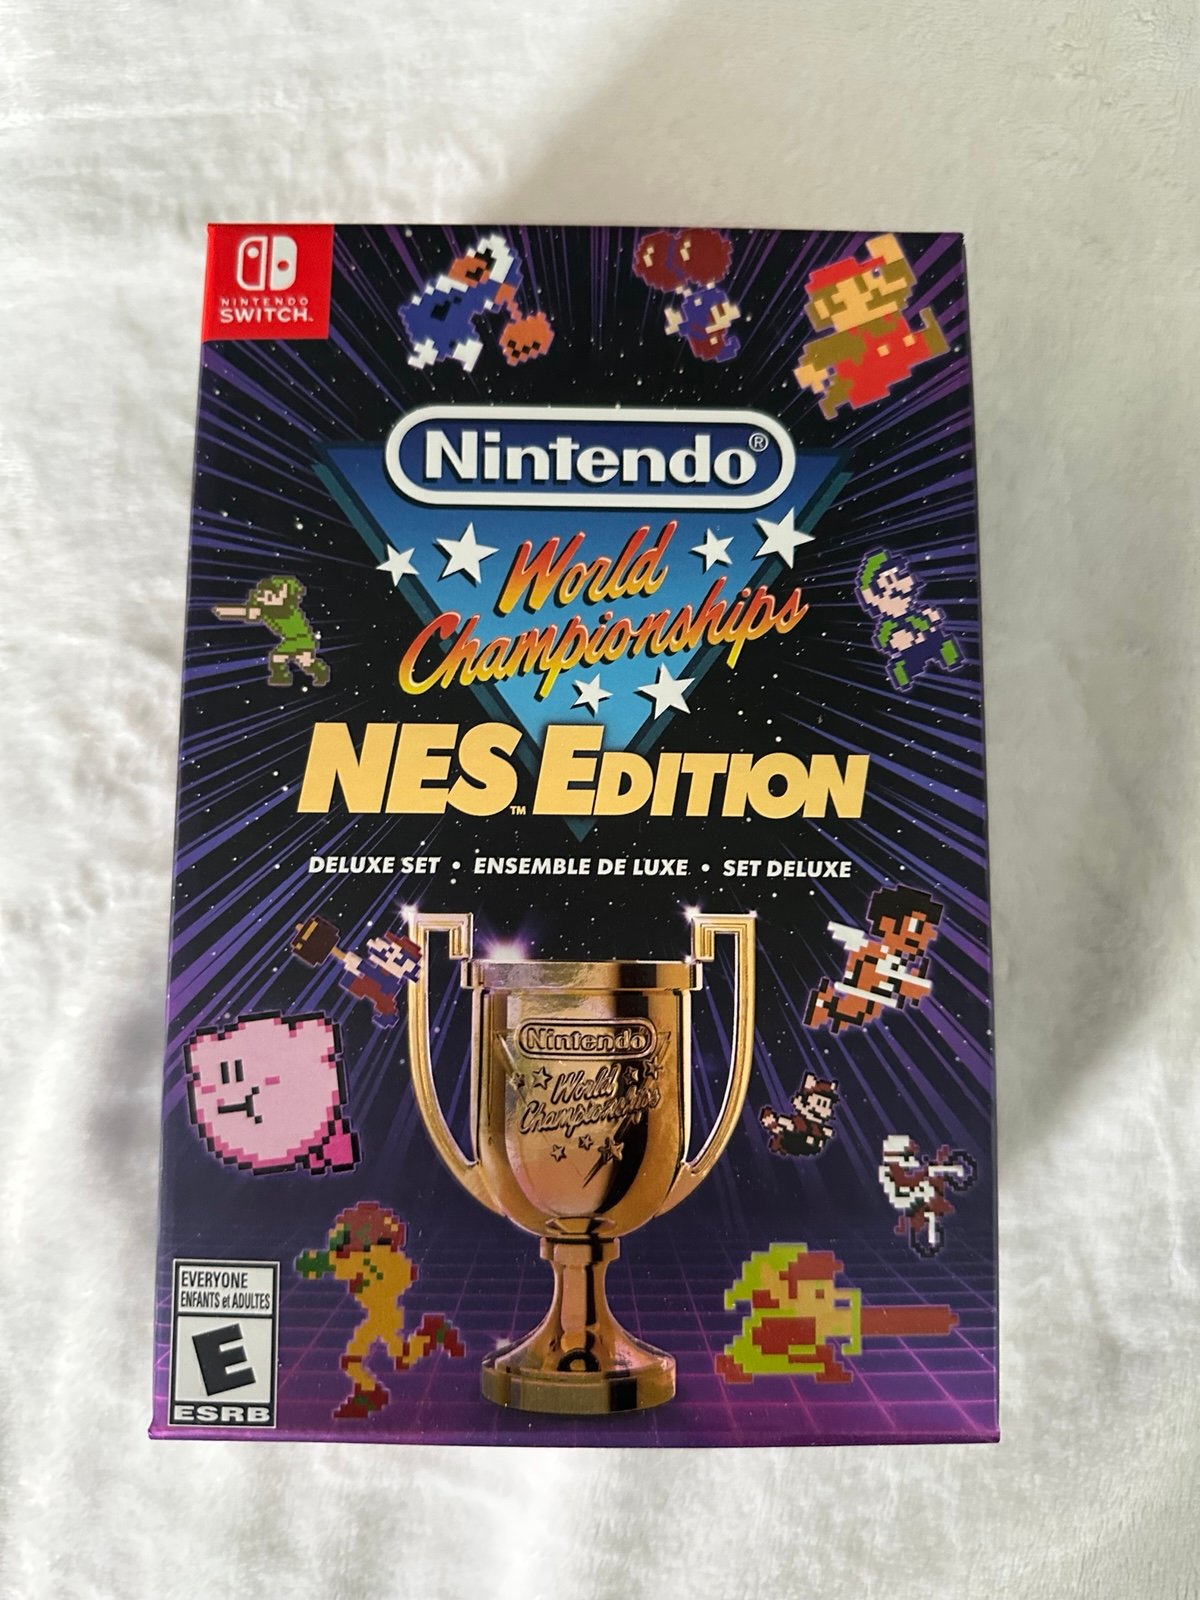 NINTENDO
SWITCH™
Nintendo®
World
Championships
NES™ EDITION
DELUXE SET • ENSEMBLE DE LUXE • SET DELUXE
Nintendo
World
Championships
EVERYONE
ENFANTS et ADULTES
E
ESRB